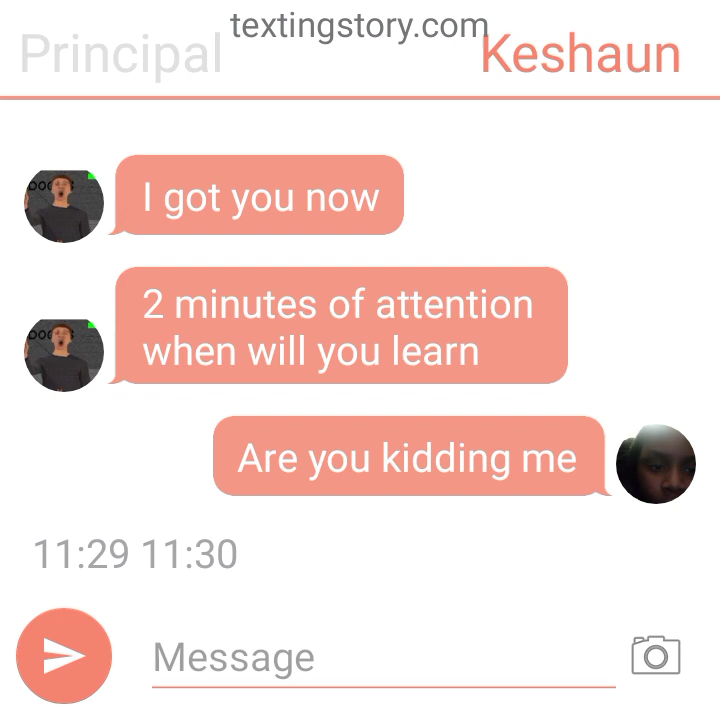 textingstory.com
Principal
Keshaun
I got you now
2 minutes of attention
when will you learn
Are you kidding me
11:29 11:30
Message